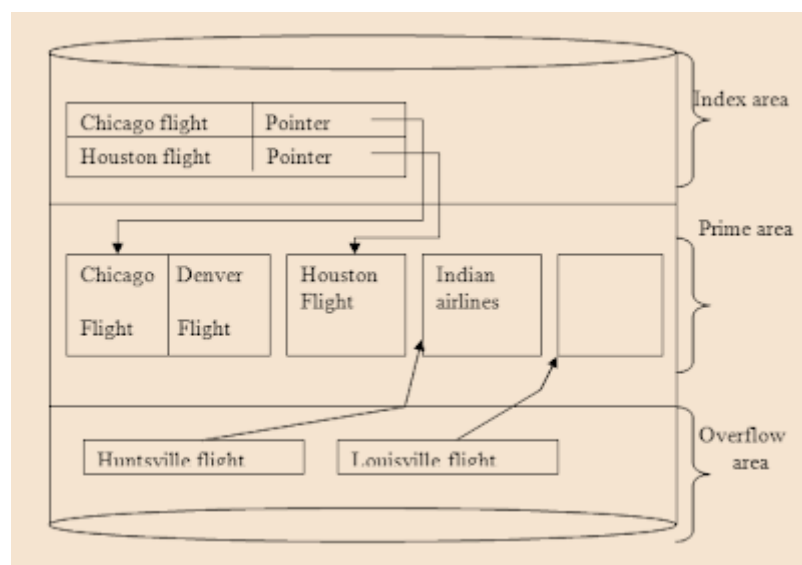 Index area
Chicago flight Pointer
Houston flight Pointer
Prime area
Chicago
Flight
Denver
Flight
Houston
Flight
Indian
airlines
Overflow
area
Huntsville flight
Louisville flight